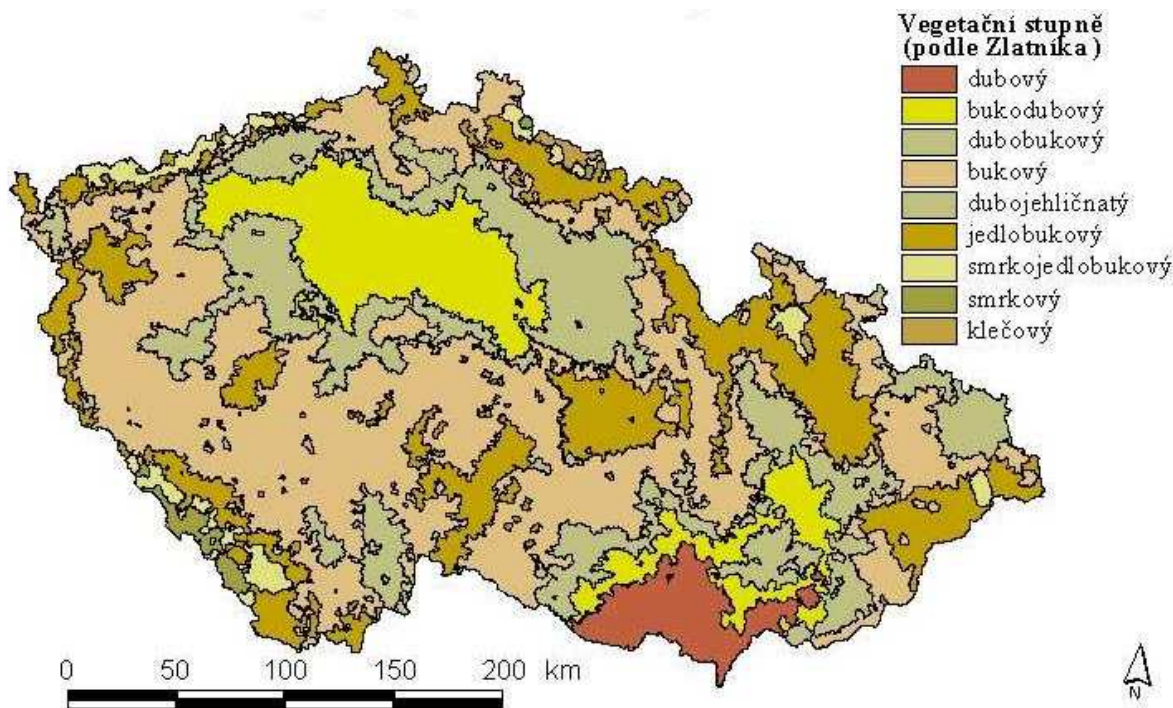 Vegetační stupně
(podle Zlatníka )
dubový
bukodubový
dubobukový
bukový
dubojehličnatý
jedlobukový
smrkojedlobukový
smrkový
klečový
0 50 100 150 200 km
N